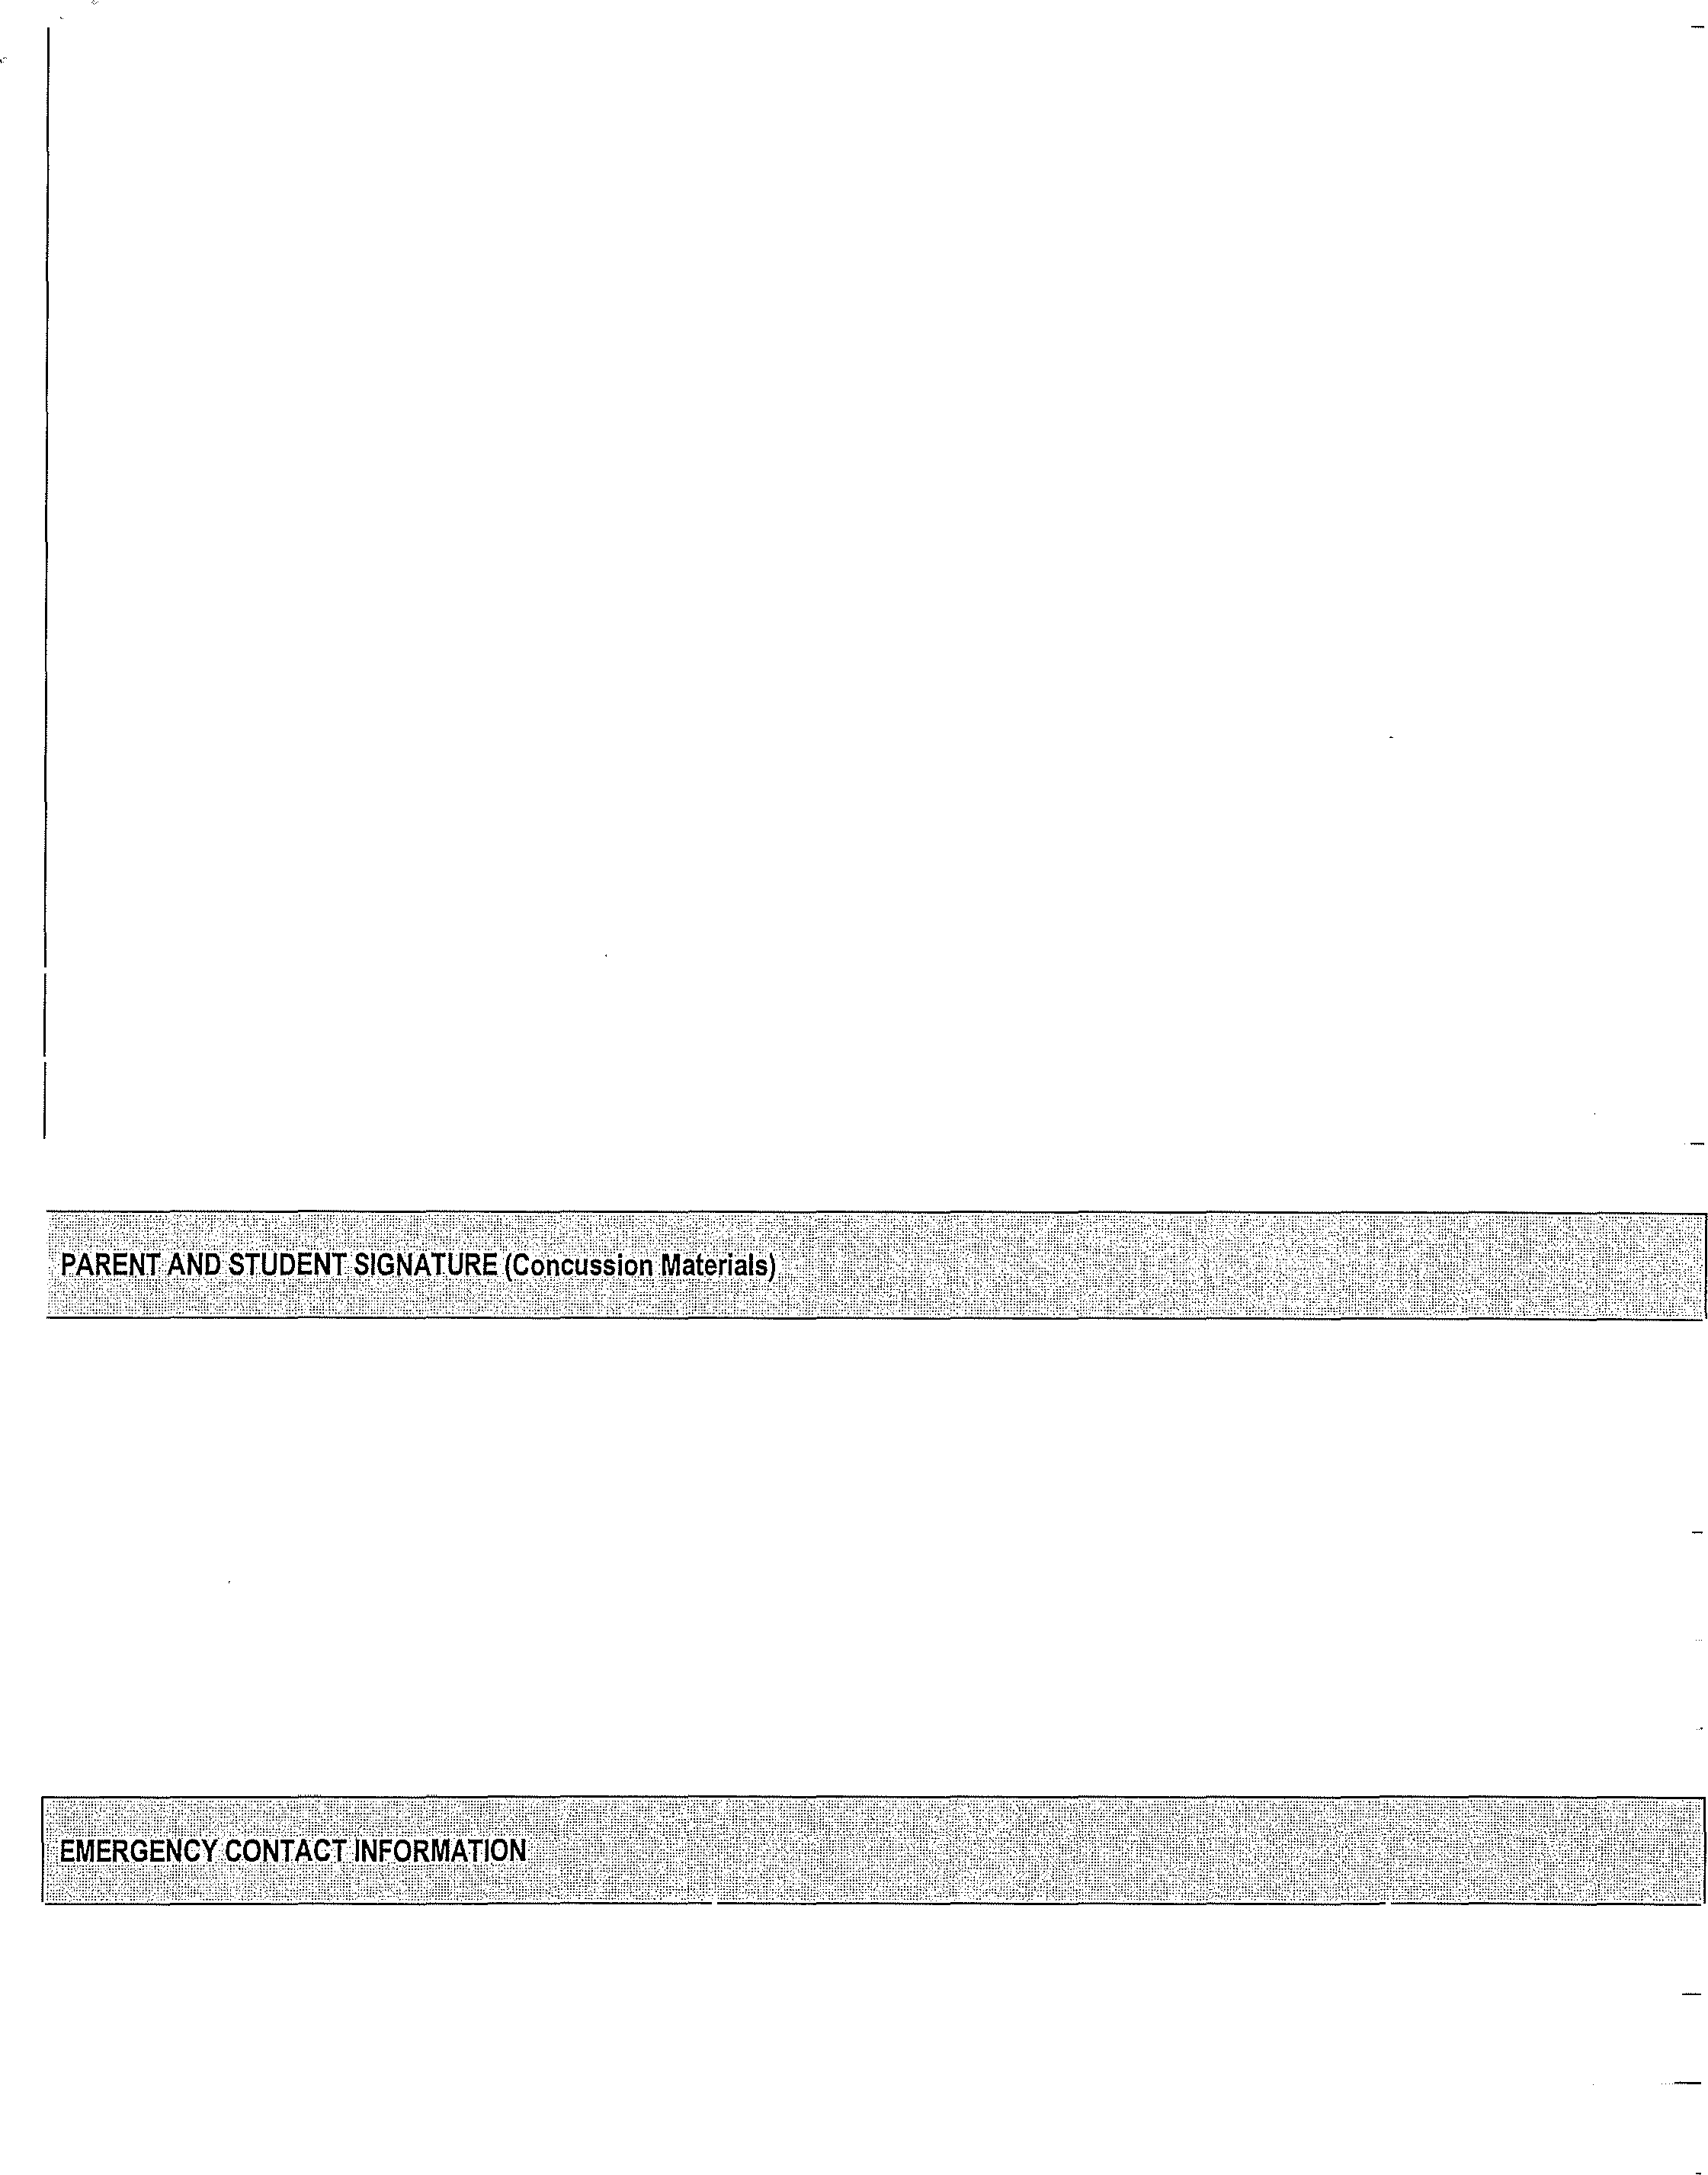 PARENT AND STUDENT SIGNATURE (Concussion Materials)
EMERGENCY CONTACT INFORMATION